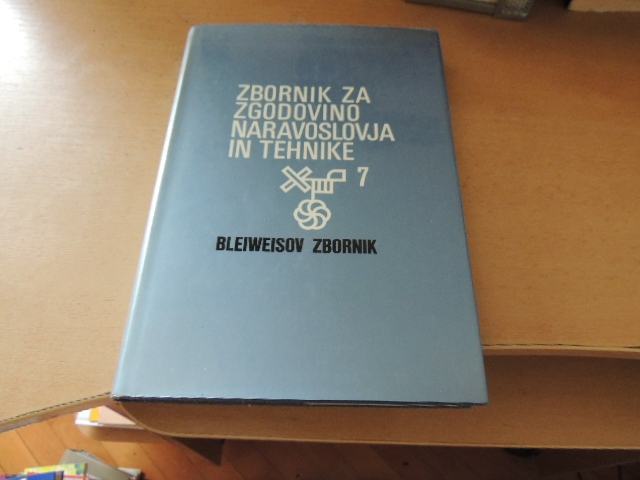 ZBORNIK ZA
ZGODOVINO
NARAVOSLOVJA
IN TEHNIKE
7
BLEIWEISOV ZBORNIK